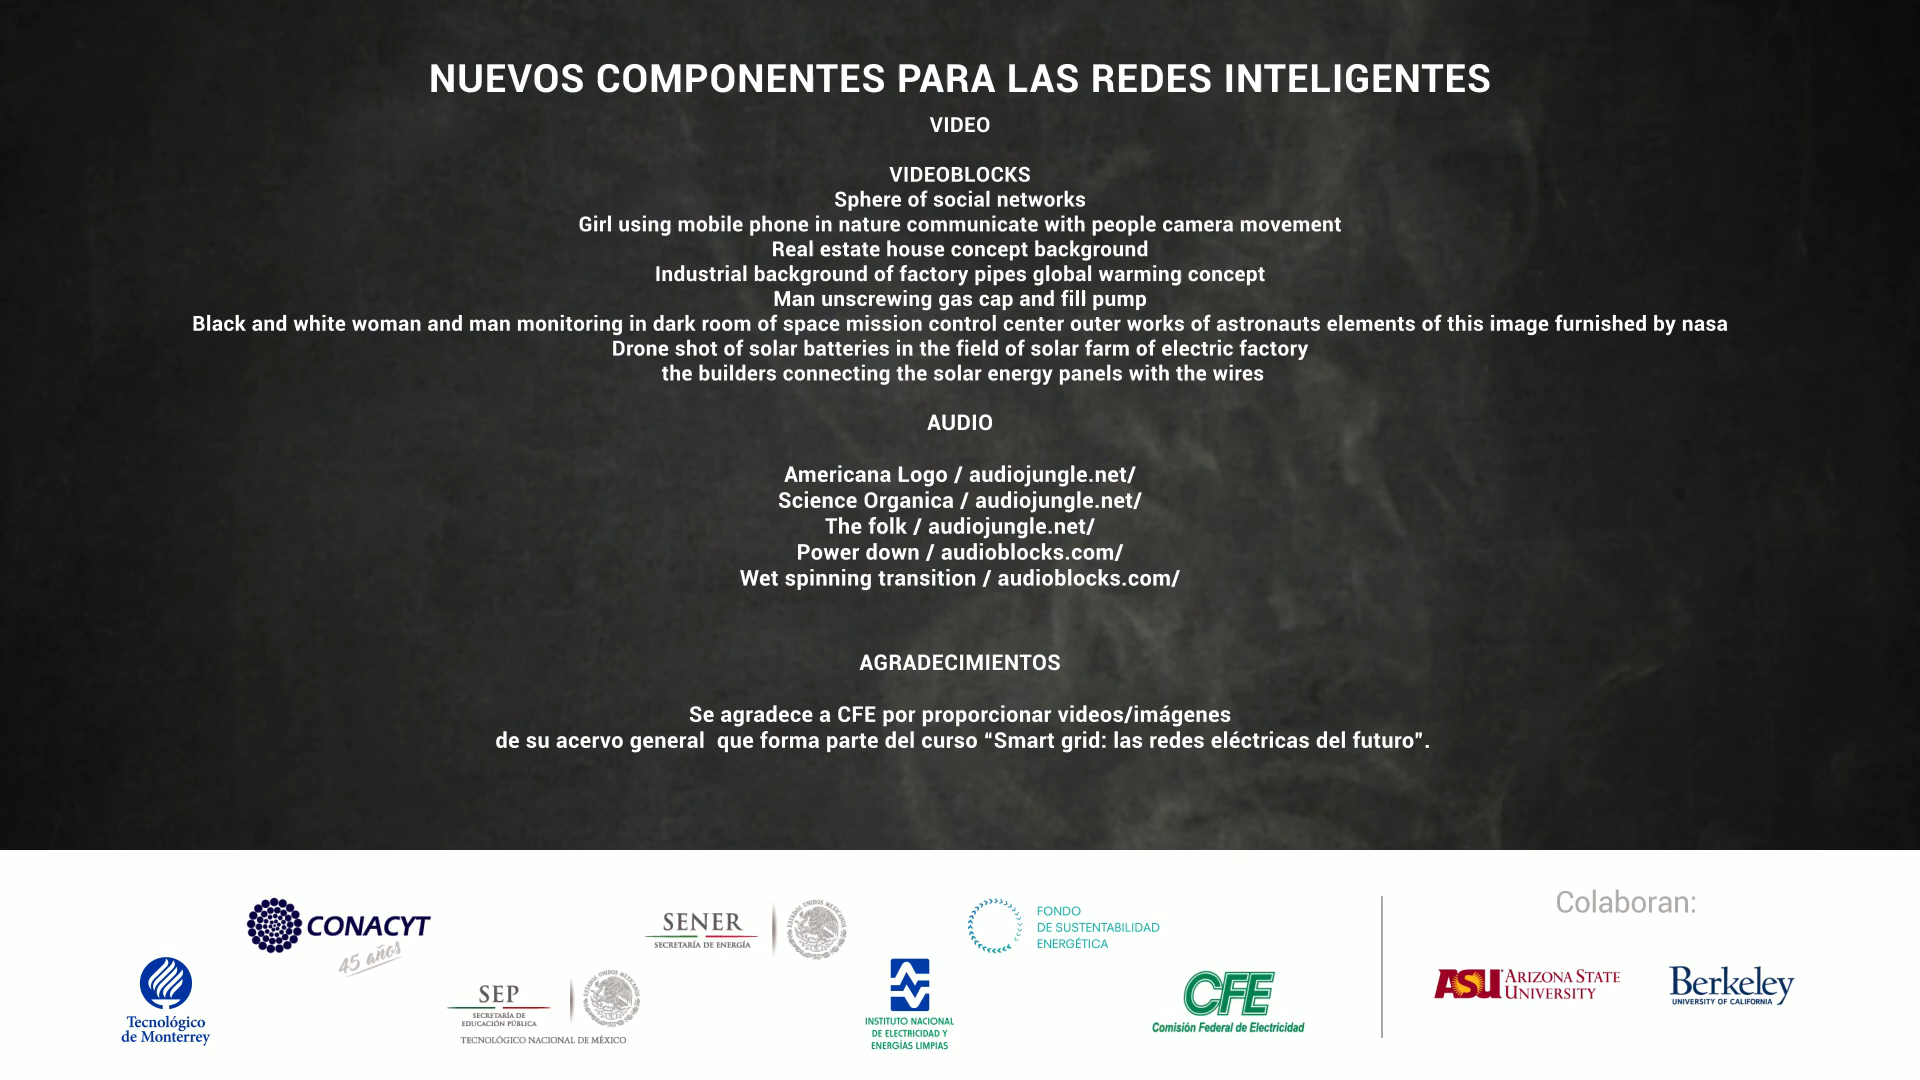 NUEVOS COMPONENTES PARA LAS REDES INTELIGENTES
VIDEO
VIDEOBLOCKS
Sphere of social networks
Girl using mobile phone in nature communicate with people camera movement
Real estate house concept background
Industrial background of factory pipes global warming concept
Man unscrewing gas cap and fill pump
Black and white woman and man monitoring in dark room of space mission control center outer works of astronauts elements of this image furnished by nasa
Drone shot of solar batteries in the field of solar farm of electric factory
the builders connecting the solar energy panels with the wires
AUDIO
Americana Logo / audiojungle.net/
Science Organica / audiojungle.net/
The folk / audiojungle.net/
Power down / audioblocks.com/
Wet spinning transition / audioblocks.com/
AGRADECIMIENTOS
Se agradece a CFE por proporcionar videos/imágenes
de su acervo general  que forma parte del curso “Smart grid: las redes eléctricas del futuro".
Tecnológico
de Monterrey
CONACYT
45 años
SEP
SECRETARÍA DE
EDUCACIÓN PÚBLICA
TECNOLÓGICO NACIONAL DE MÉXICO
SENER
SECRETARÍA DE ENERGÍA
ESTADOS UNIDOS MEXICANOS
ESTADOS UNIDOS MEXICANOS
INSTITUTO NACIONAL
DE ELECTRICIDAD Y
ENERGÍAS LIMPIAS
FONDO
DE SUSTENTABILIDAD
ENERGÉTICA
CFE
Comisión Federal de Electricidad
Colaboran:
ASU ARIZONA STATE
UNIVERSITY
Berkeley
UNIVERSITY OF CALIFORNIA